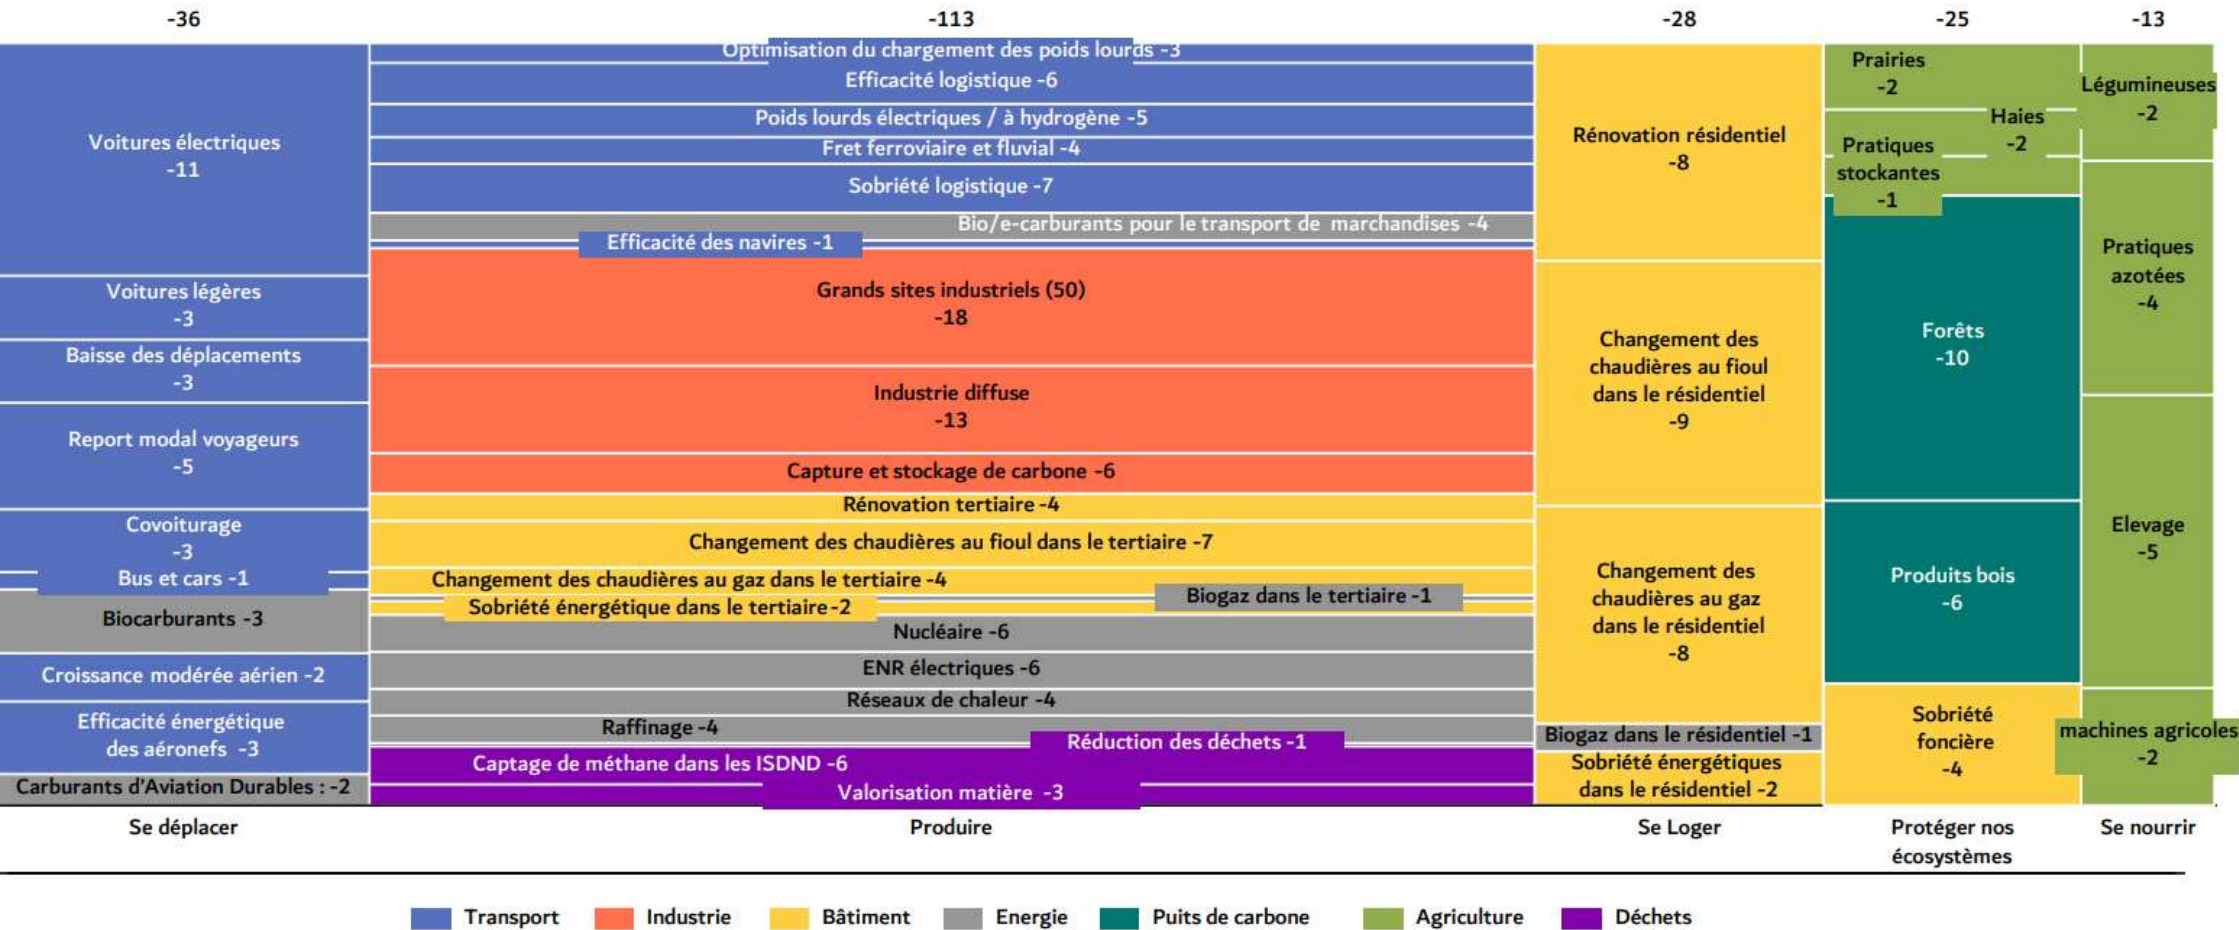 -36
-113
-28
-25
-13
Voitures électriques
-11
Voitures légères
-3
Baisse des déplacements
-3
Report modal voyageurs
-5
Covoiturage
-3
Bus et cars -1
Biocarburants -3
Croissance modérée aérien -2
Efficacité énergétique
des aéronefs -3
Carburants d'Aviation Durables : -2
Optimisation du chargement des poids lourds -3
Efficacité logistique -6
Poids lourds électriques / à hydrogène -5
Fret ferroviaire et fluvial -4
Sobriété logistique -7
Bio/e-carburants pour le transport de marchandises -4
Efficacité des navires -1
Grands sites industriels (50)
-18
Industrie diffuse
-13
Capture et stockage de carbone -6
Rénovation tertiaire -4
Changement des chaudières au fioul dans le tertiaire -7
Changement des chaudières au gaz dans le tertiaire -4
Biogaz dans le tertiaire -1
Sobriété énergétique dans le tertiaire -2
Nucléaire -6
ENR électriques -6
Réseaux de chaleur -4
Raffinage -4
Réduction des déchets -1
Captage de méthane dans les ISDND -6
Valorisation matière -3
Rénovation résidentiel
-8
Changement des
chaudières au fioul
dans le résidentiel
-9
Changement des
chaudières au gaz
dans le résidentiel
-8
Biogaz dans le résidentiel -1
Sobriété énergétiques
dans le résidentiel -2
Prairies
-2
Haies
-2
Pratiques
stockantes
-1
Forêts
-10
Produits bois
-6
Sobriété
foncière
-4
Légumineuses
-2
Pratiques
azotées
-4
Elevage
-5
machines agricoles
-2
Se déplacer
Produire
Se Loger
Protéger nos
écosystèmes
Se nourrir
Transport
Industrie
Bâtiment
Energie
Puits de carbone
Agriculture
Déchets